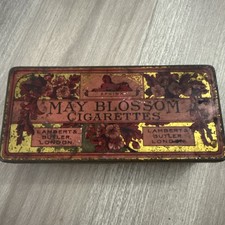 MAY BLOSSOM
CIGARETTES
LAMBERT &
BUTLER,
LONDON.
LAMBERT &
BUTLER,
LONDON.